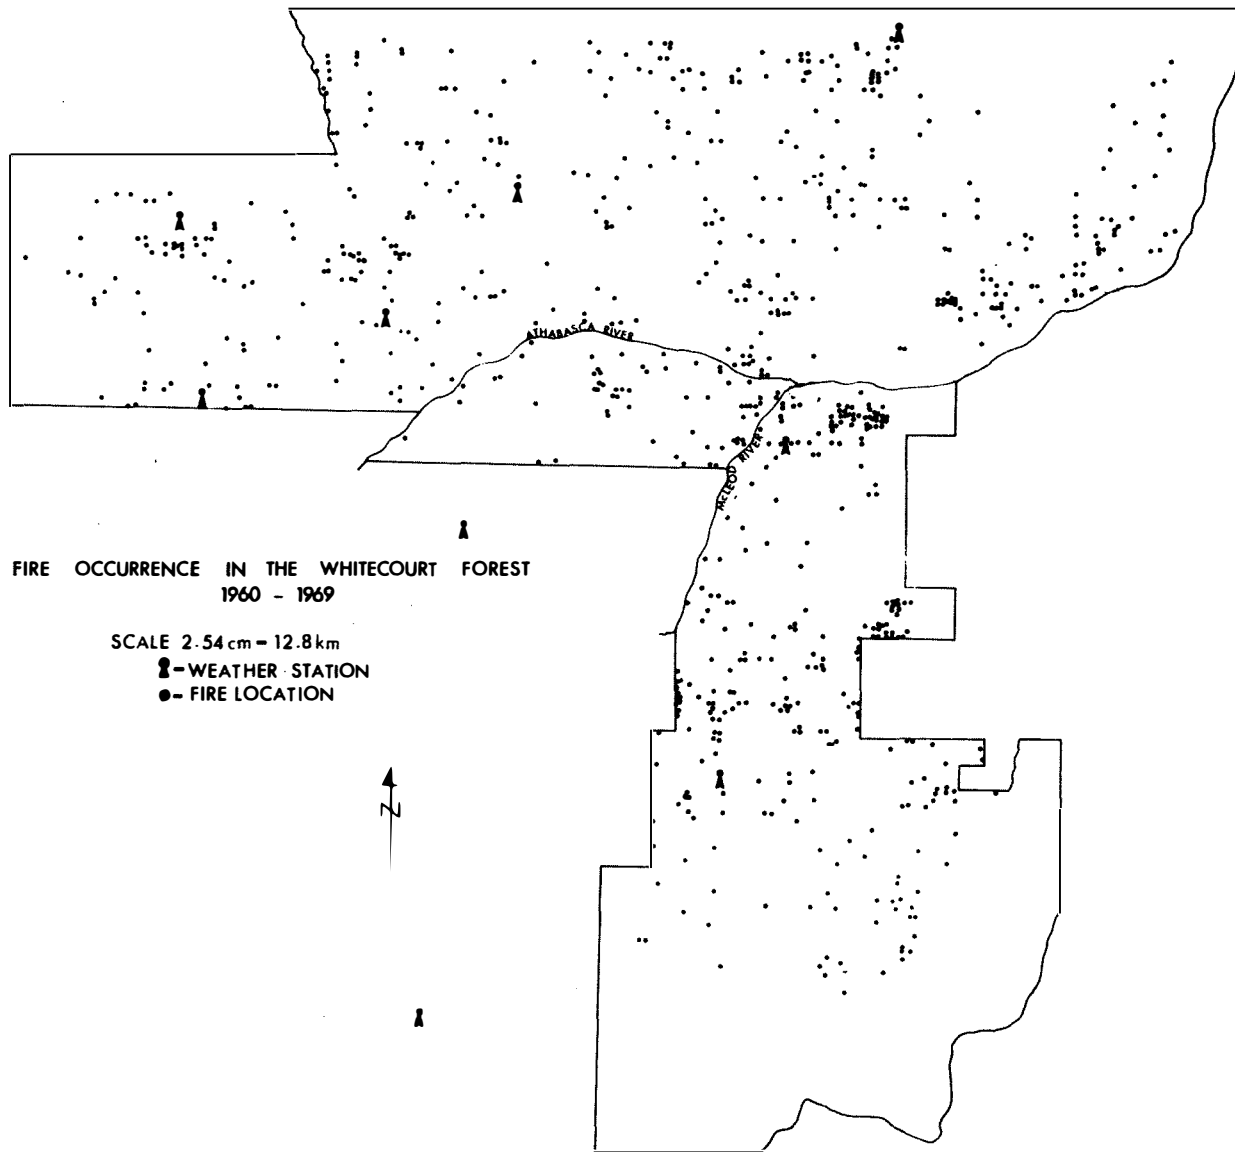 ATHABASCA RIVER
McLEOD RIVER
FIRE OCCURRENCE IN THE WHITECOURT FOREST
1960 - 1969
SCALE 2.54 cm = 12.8 km
- WEATHER STATION
- FIRE LOCATION
N